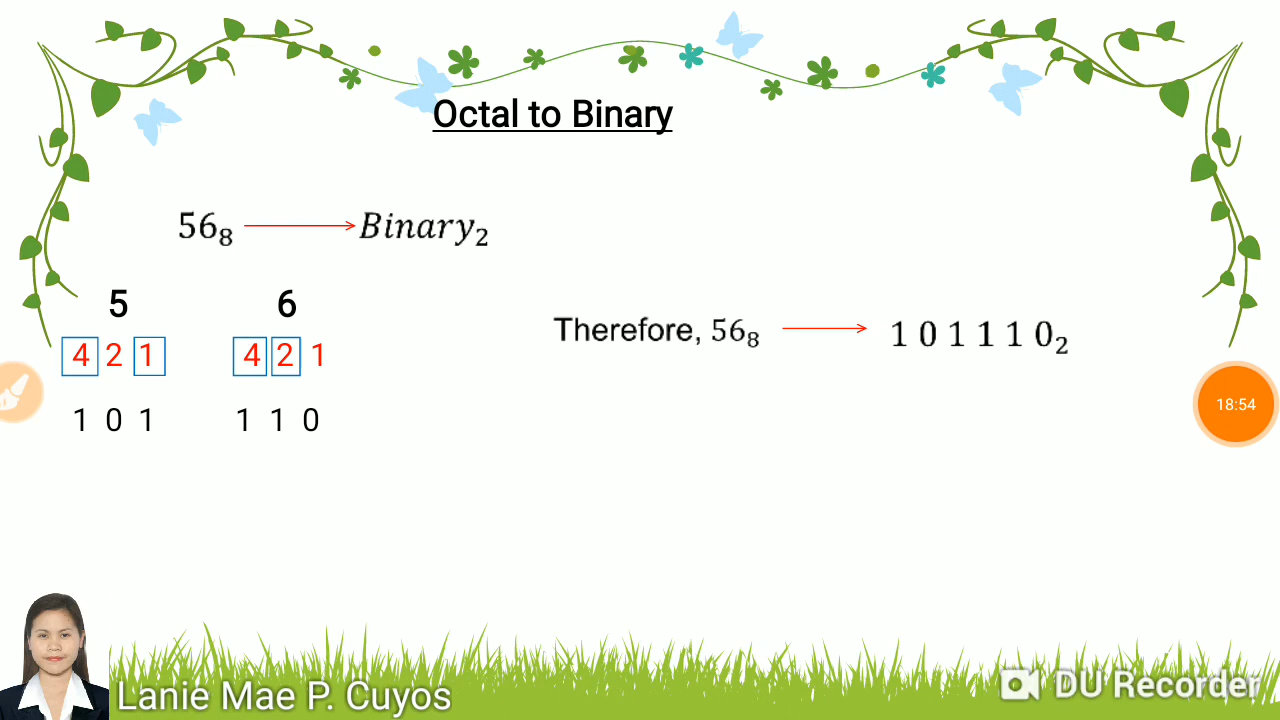 Octal to Binary
56₈ → Binary₂
5 6
4 2 1 4 2 1
1 0 1 1 1 0
Therefore, 56₈ → 1 0 1 1 1 0₂
18:54
Lanie Mae P. Cuyos
DU Recorder